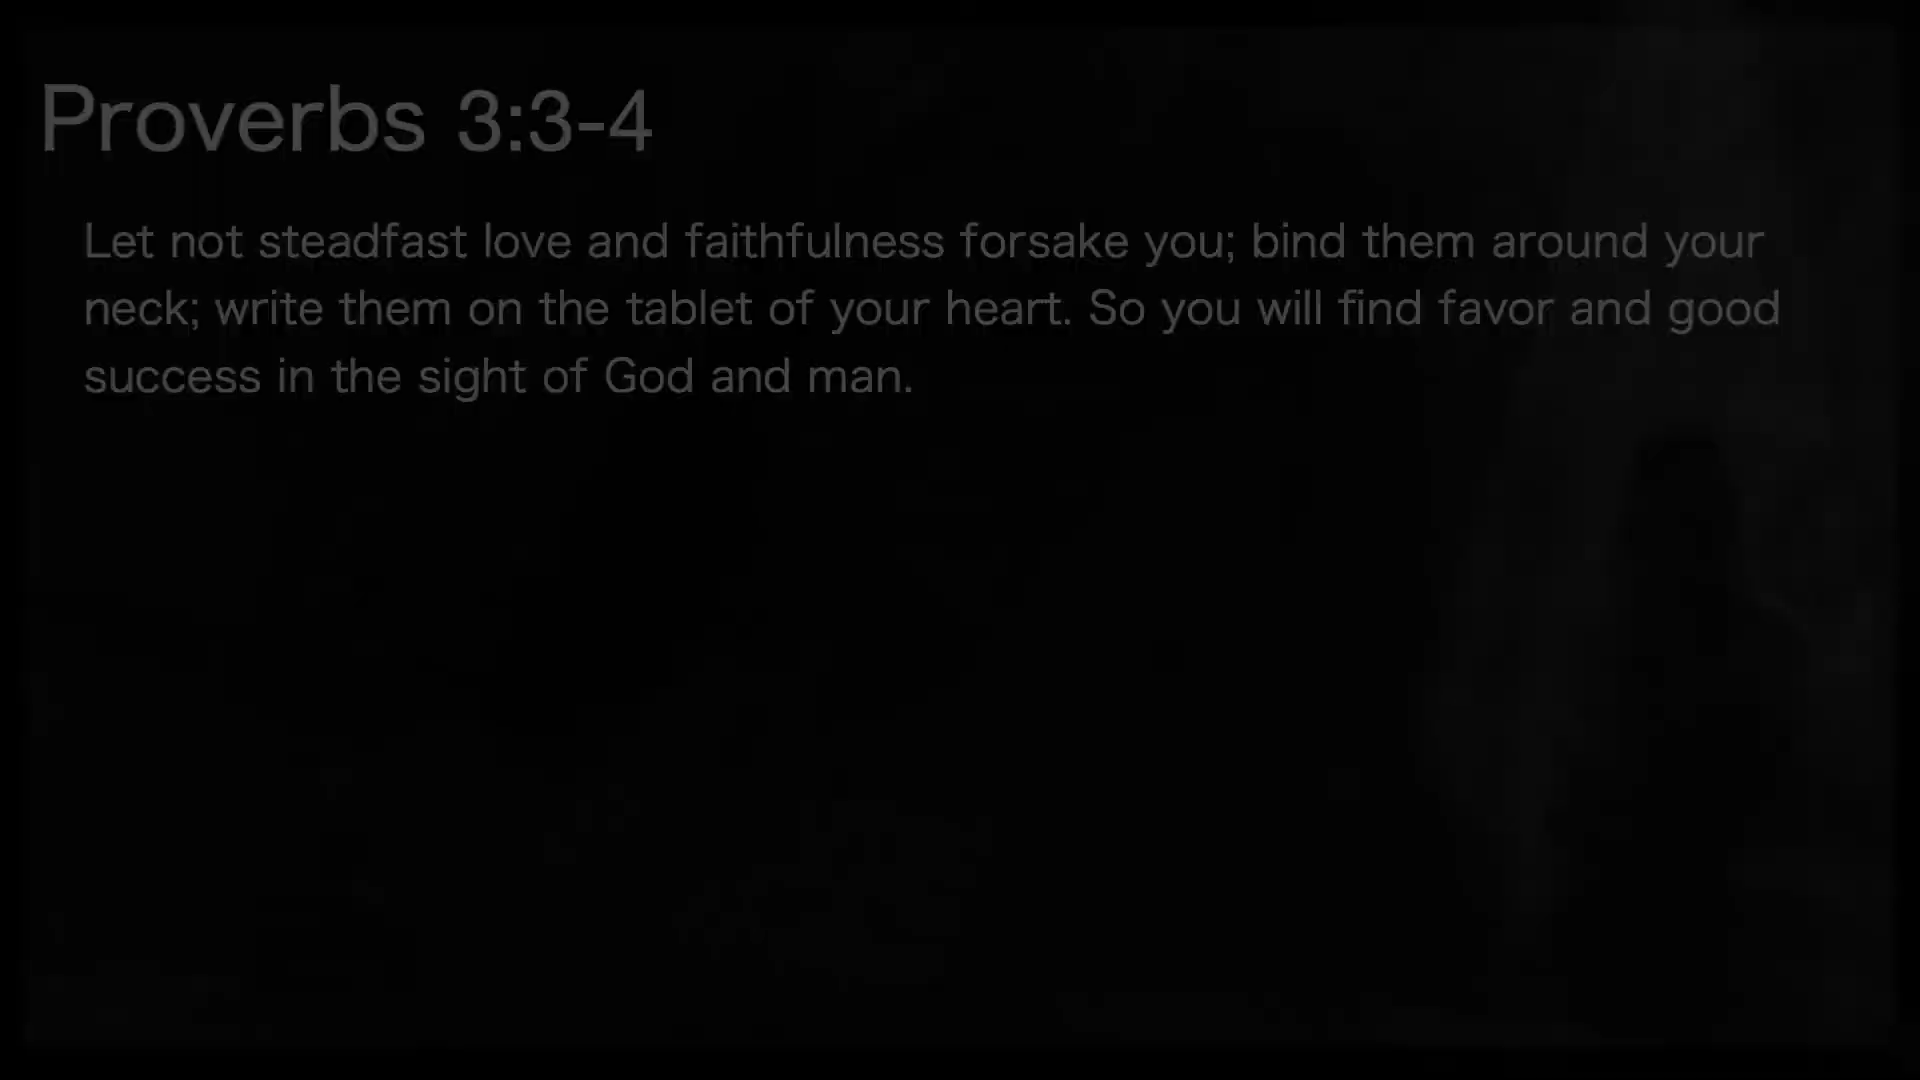 Proverbs 3:3-4
Let not steadfast love and faithfulness forsake you; bind them around your
neck; write them on the tablet of your heart. So you will find favor and good
success in the sight of God and man.